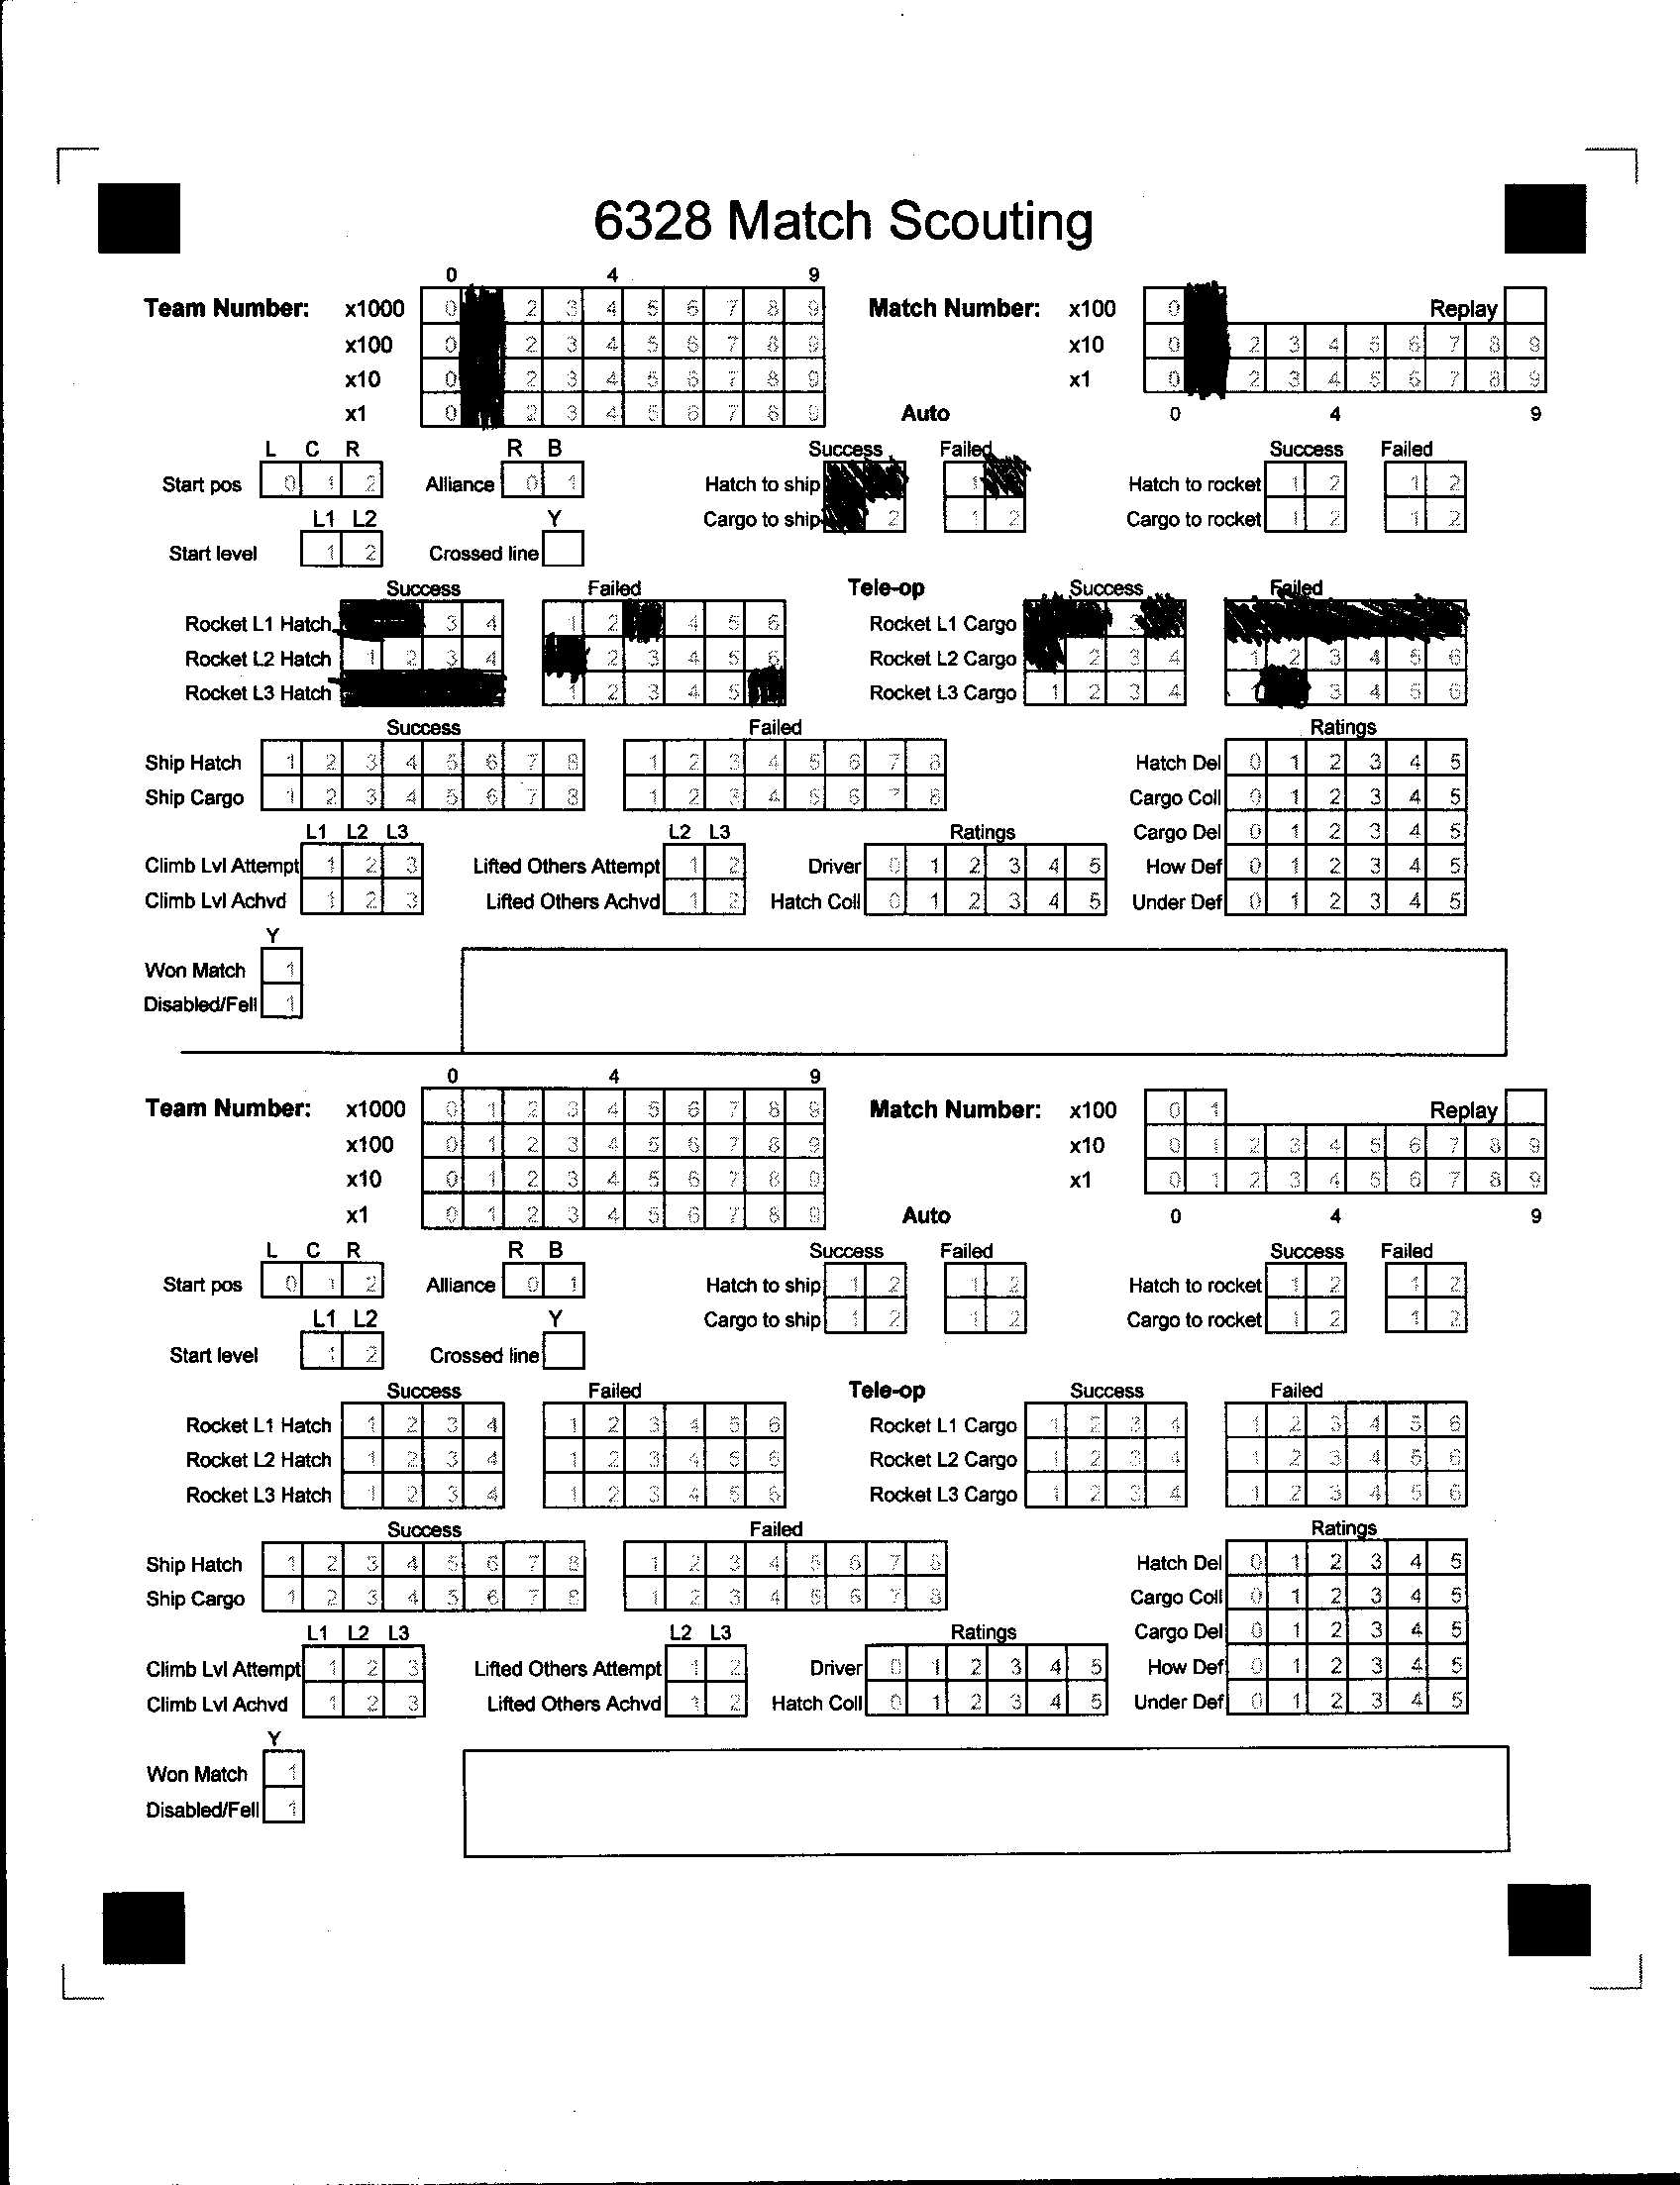 6328 Match Scouting
0 4 9
Team Number: x1000 0 2 3 4 5 6 7 8 9 Match Number: x100 0 Replay
x100 0 2 3 4 5 6 7 8 9 x10 0 2 3 4 5 6 7 8 9
x10 0 2 3 4 5 6 7 8 9 x1 0 2 3 4 5 6 7 8 9
x1 0 2 3 4 5 6 7 8 9 Auto 0 4 9
L C R R B Success Failed Success Failed
Start pos 0 1 2 Alliance 0 1 Hatch to ship 1 Hatch to rocket 1 2 1 2
L1 L2 Y Cargo to ship 2 1 2 Cargo to rocket 1 2 1 2
Start level 1 2 Crossed line
Success Failed Tele-op Success Failed
Rocket L1 Hatch 3 4 1 2 4 5 6 Rocket L1 Cargo 3
Rocket L2 Hatch 1 2 3 4 2 3 4 5 6 Rocket L2 Cargo 2 3 4 1 2 3 4 5 6
Rocket L3 Hatch 1 2 3 4 5 Rocket L3 Cargo 1 2 3 4 1 3 4 5 6
Success Failed Ratings
Ship Hatch 1 2 3 4 5 6 7 8 1 2 3 4 5 6 7 8 Hatch Del 0 1 2 3 4 5
Ship Cargo 1 2 3 4 5 6 7 8 1 2 3 4 5 6 7 8 Cargo Coll 0 1 2 3 4 5
L1 L2 L3 L2 L3 Ratings Cargo Del 0 1 2 3 4 5
Climb Lvl Attempt 1 2 3 Lifted Others Attempt 1 2 Driver 0 1 2 3 4 5 How Def 0 1 2 3 4 5
Climb Lvl Achvd 1 2 3 Lifted Others Achvd 1 2 Hatch Coll 0 1 2 3 4 5 Under Def 0 1 2 3 4 5
Y
Won Match 1
Disabled/Fell 1
0 4 9
Team Number: x1000 0 1 2 3 4 5 6 7 8 9 Match Number: x100 0 1 Replay
x100 0 1 2 3 4 5 6 7 8 9 x10 0 1 2 3 4 5 6 7 8 9
x10 0 1 2 3 4 5 6 7 8 9 x1 0 1 2 3 4 5 6 7 8 9
x1 0 1 2 3 4 5 6 7 8 9 Auto 0 4 9
L C R R B Success Failed Success Failed
Start pos 0 1 2 Alliance 0 1 Hatch to ship 1 2 1 2 Hatch to rocket 1 2 1 2
L1 L2 Y Cargo to ship 1 2 1 2 Cargo to rocket 1 2 1 2
Start level 1 2 Crossed line
Success Failed Tele-op Success Failed
Rocket L1 Hatch 1 2 3 4 1 2 3 4 5 6 Rocket L1 Cargo 1 2 3 4 1 2 3 4 5 6
Rocket L2 Hatch 1 2 3 4 1 2 3 4 5 6 Rocket L2 Cargo 1 2 3 4 1 2 3 4 5 6
Rocket L3 Hatch 1 2 3 4 1 2 3 4 5 6 Rocket L3 Cargo 1 2 3 4 1 2 3 4 5 6
Success Failed Ratings
Ship Hatch 1 2 3 4 5 6 7 8 1 2 3 4 5 6 7 8 Hatch Del 0 1 2 3 4 5
Ship Cargo 1 2 3 4 5 6 7 8 1 2 3 4 5 6 7 8 Cargo Coll 0 1 2 3 4 5
L1 L2 L3 L2 L3 Ratings Cargo Del 0 1 2 3 4 5
Climb Lvl Attempt 1 2 3 Lifted Others Attempt 1 2 Driver 0 1 2 3 4 5 How Def 0 1 2 3 4 5
Climb Lvl Achvd 1 2 3 Lifted Others Achvd 1 2 Hatch Coll 0 1 2 3 4 5 Under Def 0 1 2 3 4 5
Y
Won Match 1
Disabled/Fell 1